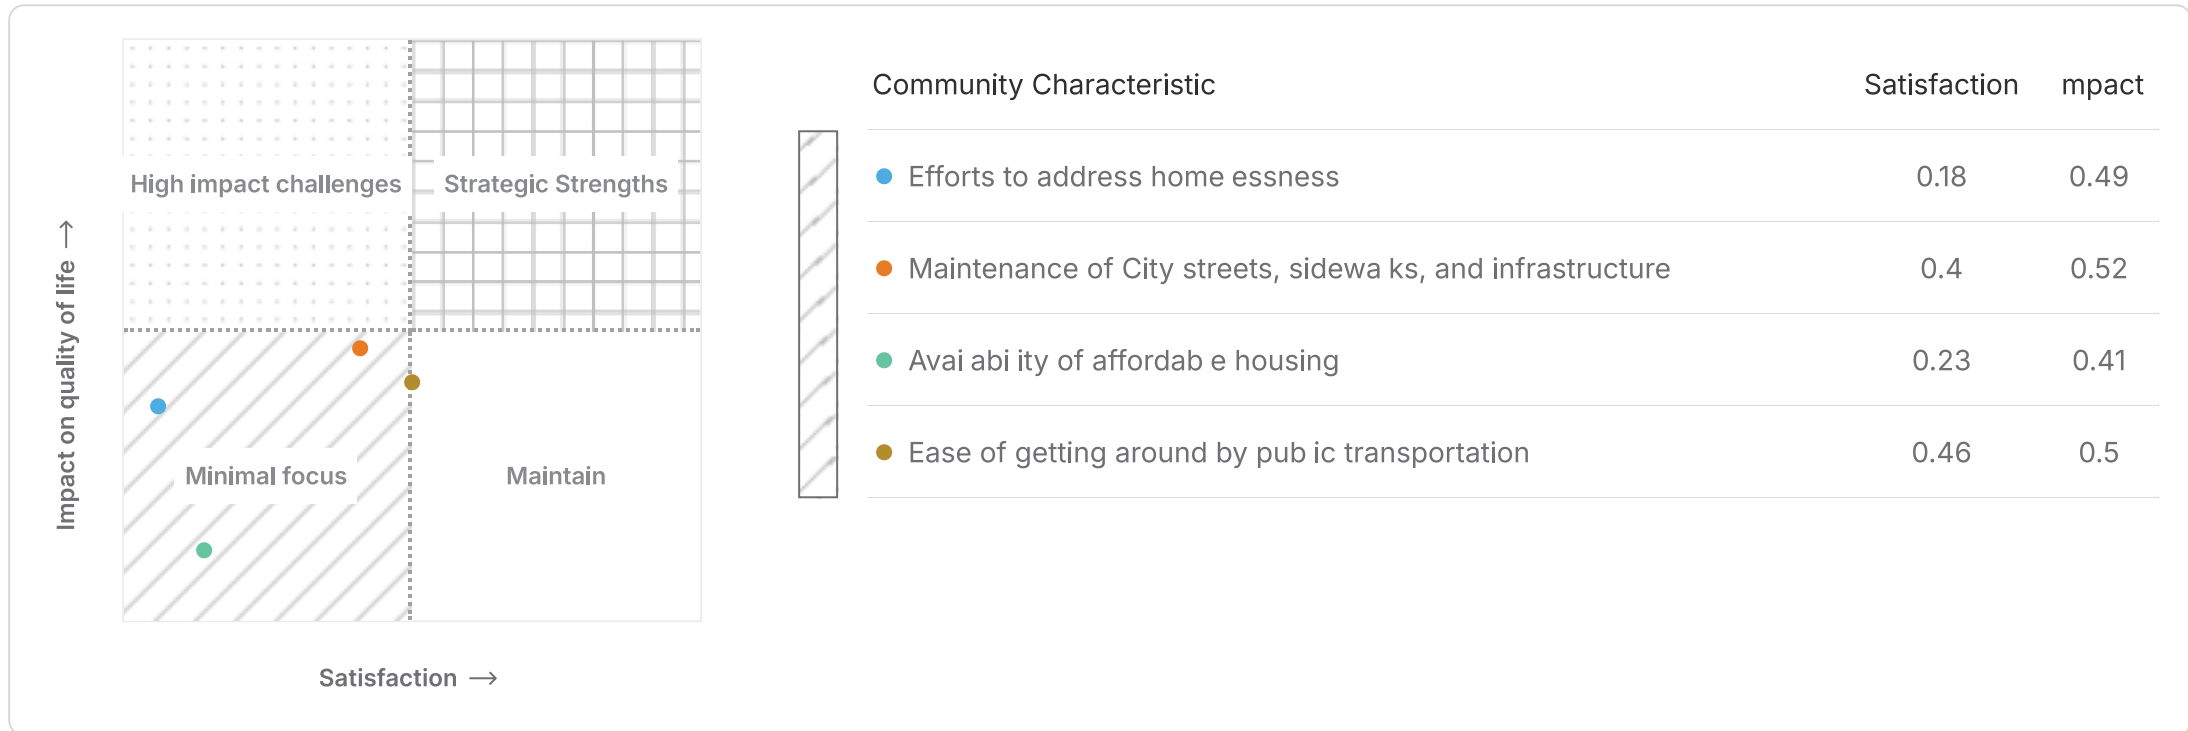 High impact challenges
Strategic Strengths
Minimal focus
Maintain
Impact on quality of life →
Satisfaction →
Community Characteristic Satisfaction mpact
Efforts to address home essness 0.18 0.49
Maintenance of City streets, sidewa ks, and infrastructure 0.4 0.52
Avai abi ity of affordab e housing 0.23 0.41
Ease of getting around by pub ic transportation 0.46 0.5